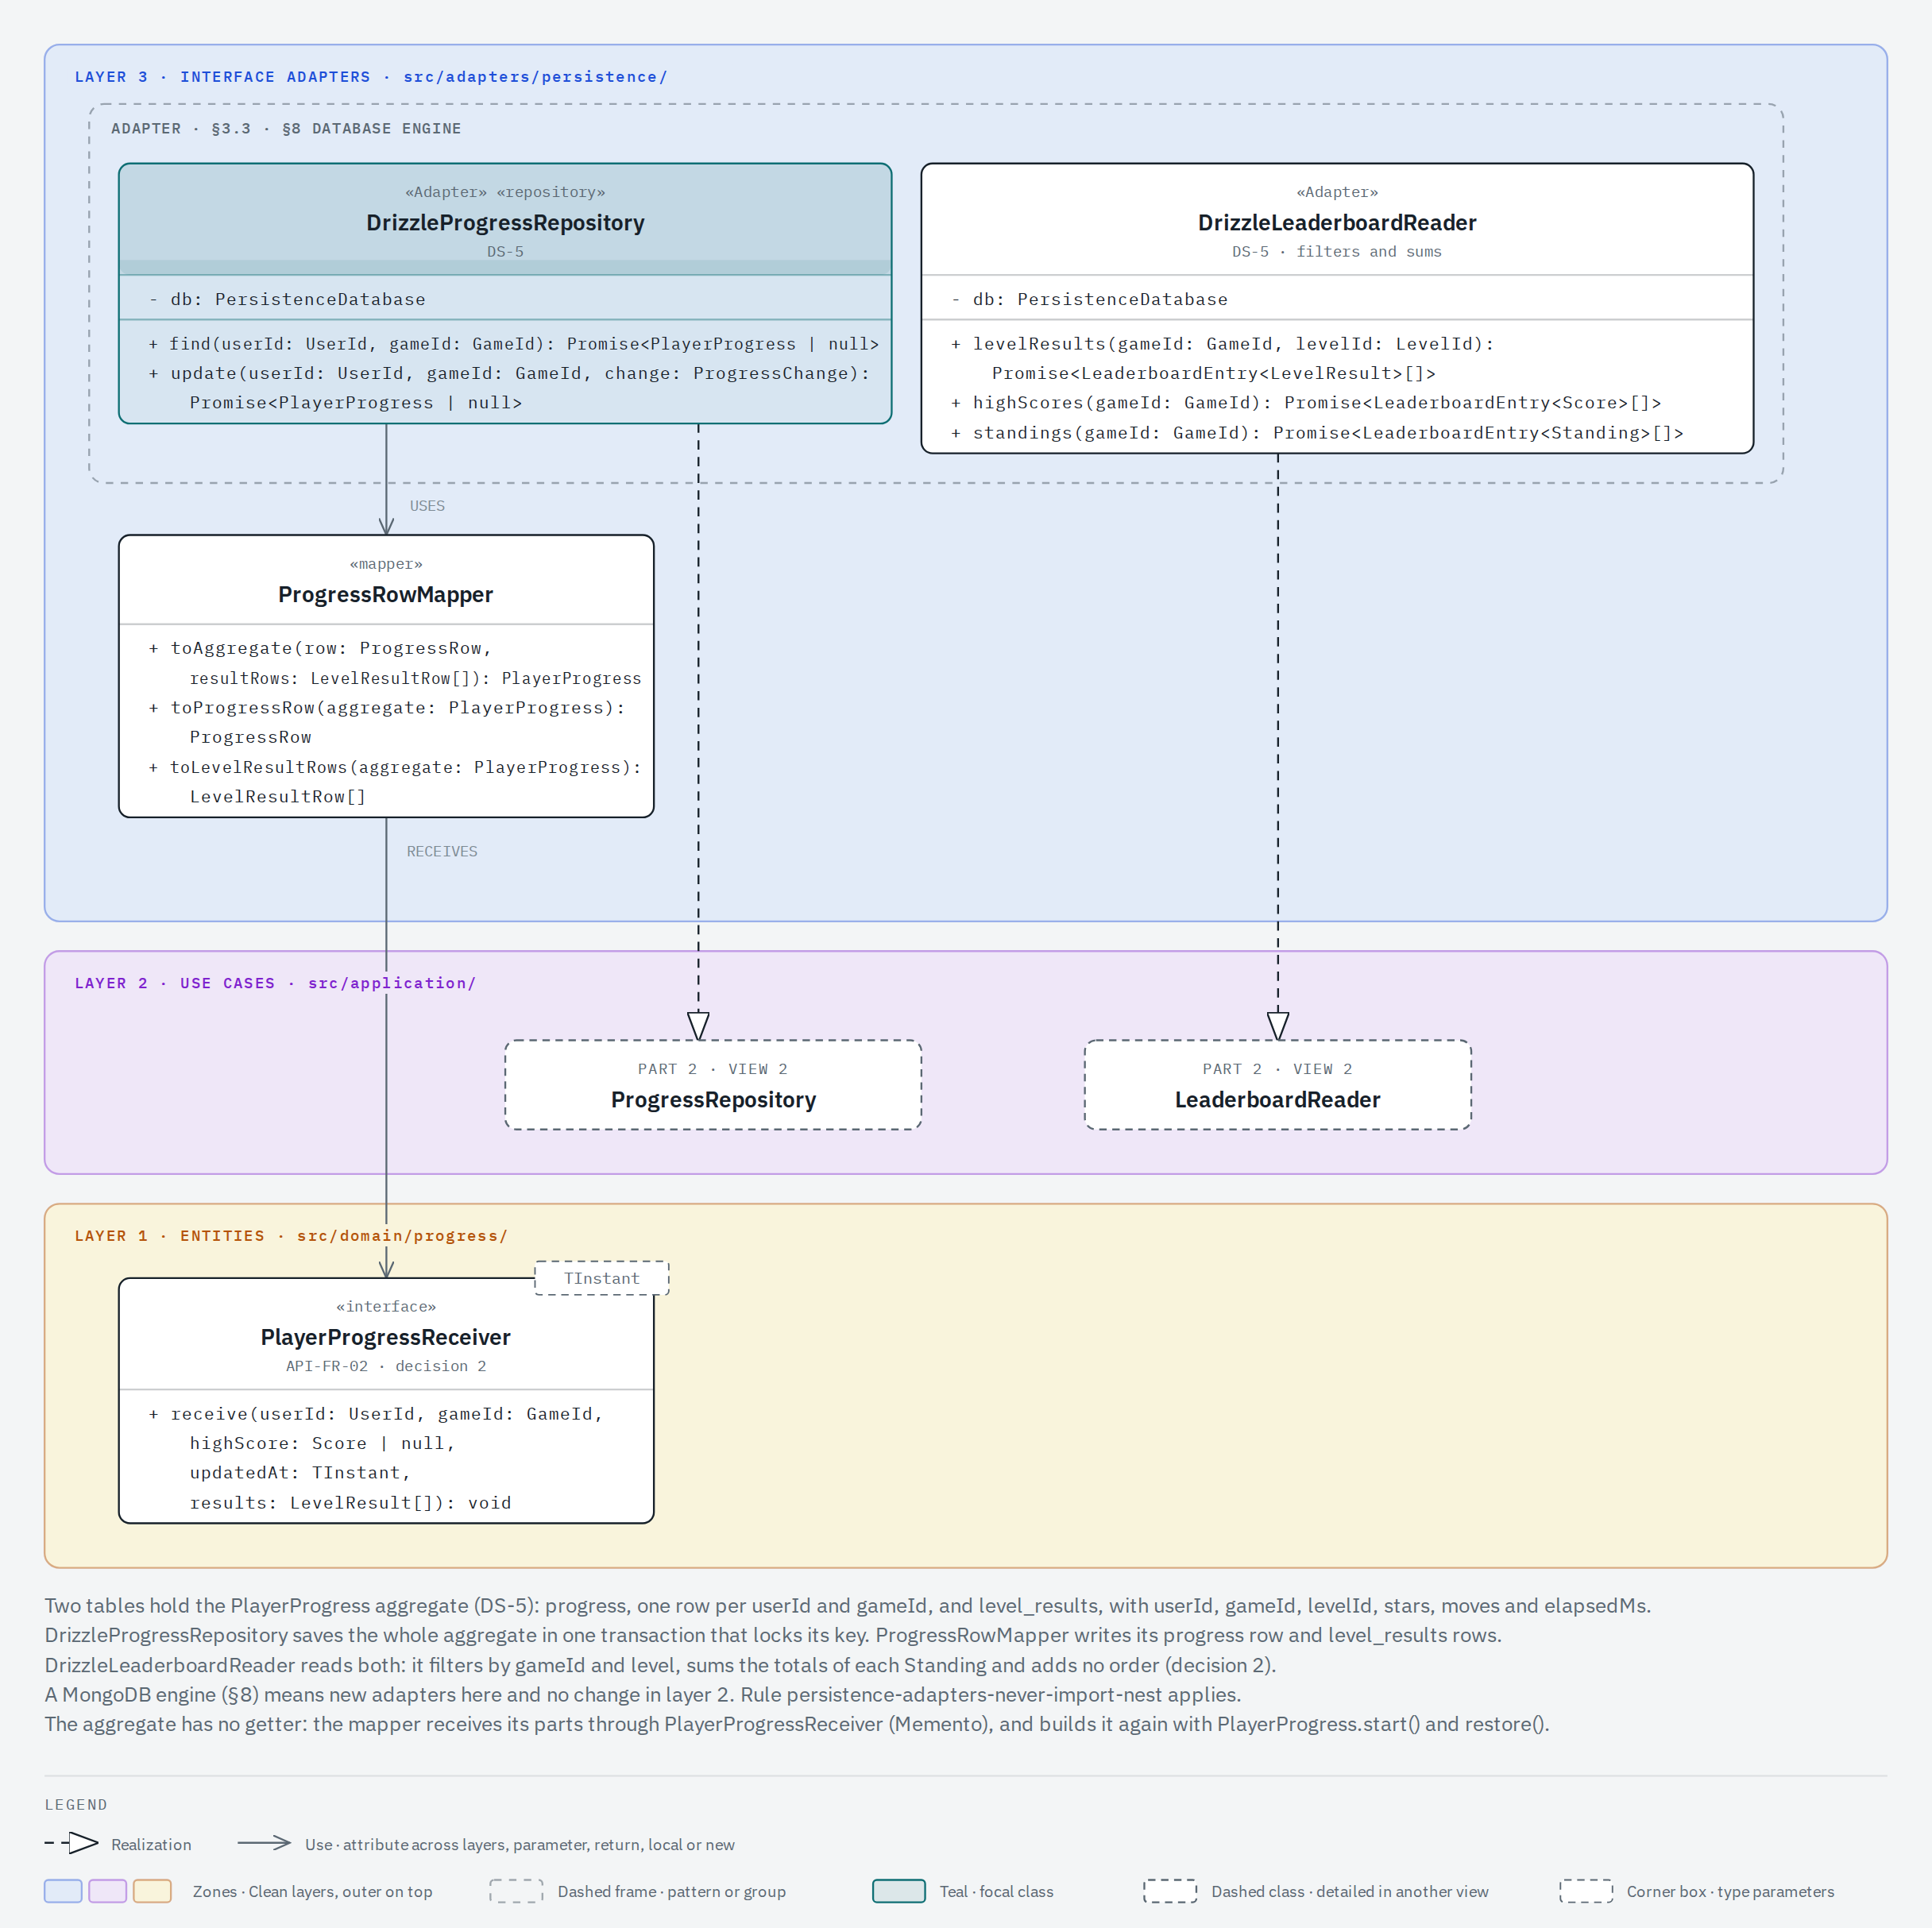 LAYER 3 · INTERFACE ADAPTERS · src/adapters/persistence/
ADAPTER · §3.3 · §8 DATABASE ENGINE
«Adapter» «repository»
DrizzleProgressRepository
DS-5
- db: PersistenceDatabase
+ find(userId: UserId, gameId: GameId): Promise<PlayerProgress | null>
+ update(userId: UserId, gameId: GameId, change: ProgressChange):
Promise<PlayerProgress | null>
«Adapter»
DrizzleLeaderboardReader
DS-5 · filters and sums
- db: PersistenceDatabase
+ levelResults(gameId: GameId, levelId: LevelId):
Promise<LeaderboardEntry<LevelResult>[]>
+ highScores(gameId: GameId): Promise<LeaderboardEntry<Score>[]>
+ standings(gameId: GameId): Promise<LeaderboardEntry<Standing>[]>
USES
«mapper»
ProgressRowMapper
+ toAggregate(row: ProgressRow,
resultRows: LevelResultRow[]): PlayerProgress
+ toProgressRow(aggregate: PlayerProgress):
ProgressRow
+ toLevelResultRows(aggregate: PlayerProgress):
LevelResultRow[]
RECEIVES
LAYER 2 · USE CASES · src/application/
PART 2 · VIEW 2
ProgressRepository
PART 2 · VIEW 2
LeaderboardReader
LAYER 1 · ENTITIES · src/domain/progress/
TInstant
«interface»
PlayerProgressReceiver
API-FR-02 · decision 2
+ receive(userId: UserId, gameId: GameId,
highScore: Score | null,
updatedAt: TInstant,
results: LevelResult[]): void
Two tables hold the PlayerProgress aggregate (DS-5): progress, one row per userId and gameId, and level_results, with userId, gameId, levelId, stars, moves and elapsedMs.
DrizzleProgressRepository saves the whole aggregate in one transaction that locks its key. ProgressRowMapper writes its progress row and level_results rows.
DrizzleLeaderboardReader reads both: it filters by gameId and level, sums the totals of each Standing and adds no order (decision 2).
A MongoDB engine (§8) means new adapters here and no change in layer 2. Rule persistence-adapters-never-import-nest applies.
The aggregate has no getter: the mapper receives its parts through PlayerProgressReceiver (Memento), and builds it again with PlayerProgress.start() and restore().
LEGEND
Realization
Use · attribute across layers, parameter, return, local or new
Zones · Clean layers, outer on top
Dashed frame · pattern or group
Teal · focal class
Dashed class · detailed in another view
Corner box · type parameters